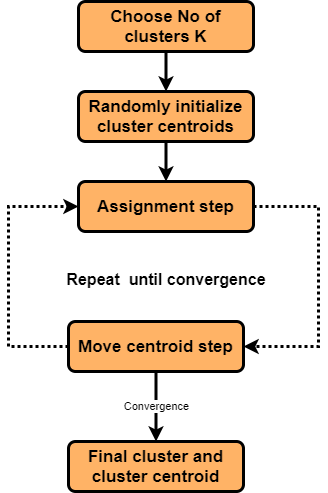 Choose No of
clusters K
Randomly initialize
cluster centroids
Assignment step
Repeat  until convergence
Move centroid step
Convergence
Final cluster and
cluster centroid